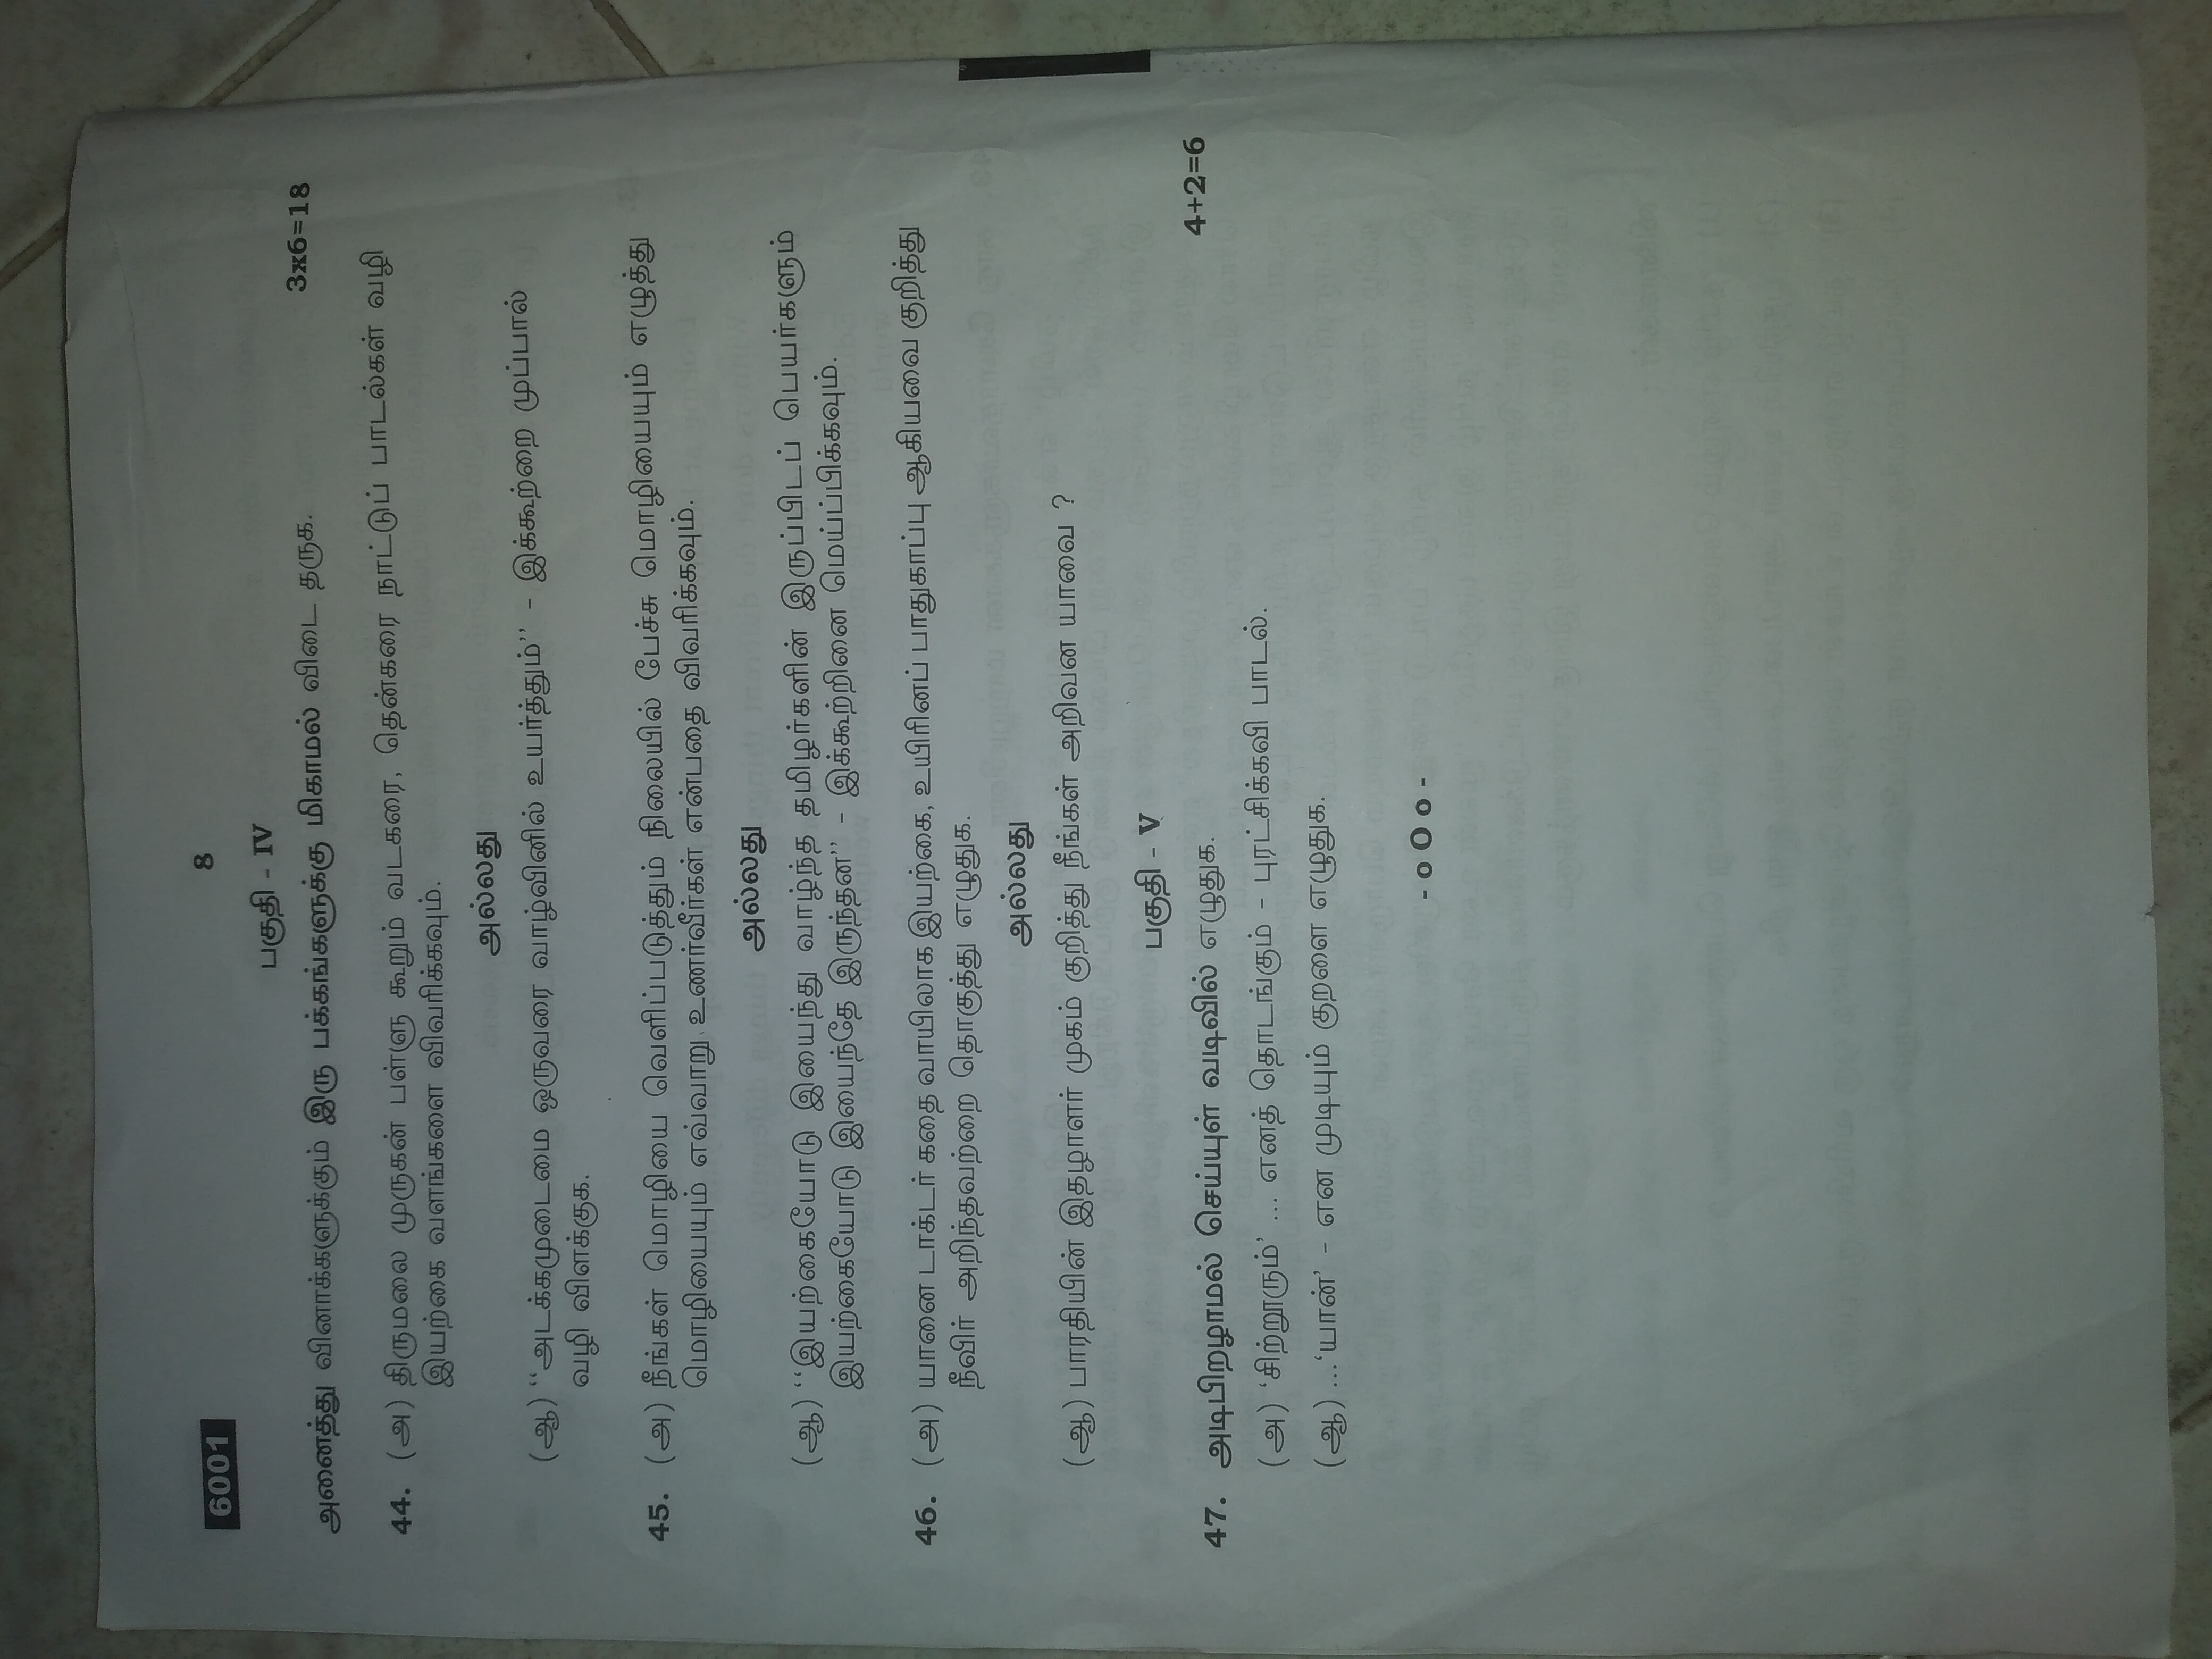 6001
8
பகுதி - IV
அனைத்து வினாக்களுக்கும் இரு பக்கங்களுக்கு மிகாமல் விடை தருக. 3x6=18
44. (அ) திருமலை முருகன் பள்ளு கூறும் வடகரை, தென்கரை நாட்டுப் பாடல்கள் வழி
இயற்கை வளங்களை விவரிக்கவும்.
அல்லது
(ஆ) ‘‘அடக்கமுடைமை ஒருவரை வாழ்வினில் உயர்த்தும்’’ - இக்கூற்றை முப்பால்
வழி விளக்குக.
45. (அ) நீங்கள் மொழியை வெளிப்படுத்தும் நிலையில் பேச்சு மொழியையும் எழுத்து
மொழியையும் எவ்வாறு உணர்வீர்கள் என்பதை விவரிக்கவும்.
அல்லது
(ஆ) ‘‘இயற்கையோடு இயைந்து வாழ்ந்த தமிழர்களின் இருப்பிடப் பெயர்களும்
இயற்கையோடு இயைந்தே இருந்தன’’ - இக்கூற்றினை மெய்ப்பிக்கவும்.
46. (அ) யானை டாக்டர் கதை வாயிலாக இயற்கை, உயிரினப் பாதுகாப்பு ஆகியவை குறித்து
நீவிர் அறிந்தவற்றை தொகுத்து எழுதுக.
அல்லது
(ஆ) பாரதியின் இதழாளர் முகம் குறித்து நீங்கள் அறிவன யாவை ?
பகுதி - V
47. அடிபிறழாமல் செய்யுள் வடிவில் எழுதுக. 4+2=6
(அ) ‘சிற்றூரும்’ ... எனத் தொடங்கும் - புரட்சிக்கவி பாடல்.
(ஆ) ...‘யான்’ - என முடியும் குறளை எழுதுக.
- o O o -